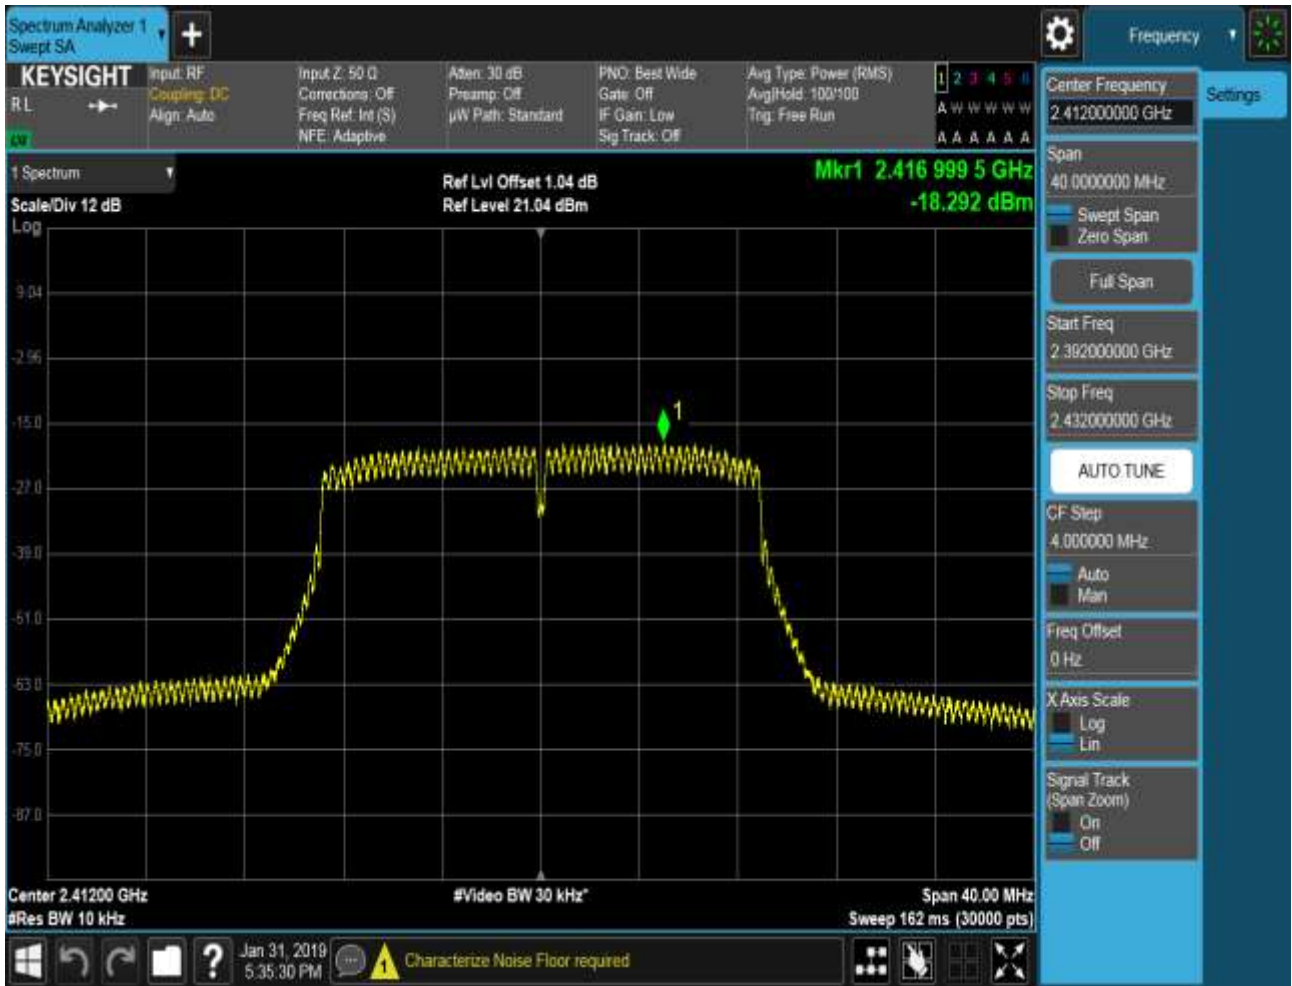 Spectrum Analyzer 1
Swept SA
+
Frequency
KEYSIGHT
Input: RF
Input Z: 50 Ω
Atten: 30 dB
PNO: Best Wide
Avg Type: Power (RMS)
1 2 3 4 5 6
R L
Coupling: DC
Corrections: Off
Preamp: Off
Gate: Off
Avg|Hold: 100/100
A W W W W W
Align: Auto
Freq Ref: Int (S)
µW Path: Standard
IF Gain: Low
Trig: Free Run
NFE: Adaptive
Sig Track: Off
A A A A A A
1 Spectrum
Ref Lvl Offset 1.04 dB
Mkr1 2.416 999 5 GHz
Scale/Div 12 dB
Ref Level 21.04 dBm
-18.292 dBm
Log
9.04
-2.96
-15.0
-27.0
-39.0
-51.0
-63.0
-75.0
-87.0
1
Center 2.41200 GHz
#Video BW 30 kHz*
Span 40.00 MHz
#Res BW 10 kHz
Sweep 162 ms (30000 pts)
Center Frequency
2.412000000 GHz
Settings
Span
40.0000000 MHz
Swept Span
Zero Span
Full Span
Start Freq
2.392000000 GHz
Stop Freq
2.432000000 GHz
AUTO TUNE
CF Step
4.000000 MHz
Auto
Man
Freq Offset
0 Hz
X Axis Scale
Log
Lin
Signal Track
(Span Zoom)
On
Off
?
Jan 31, 2019
5:35:30 PM
1
Characterize Noise Floor required